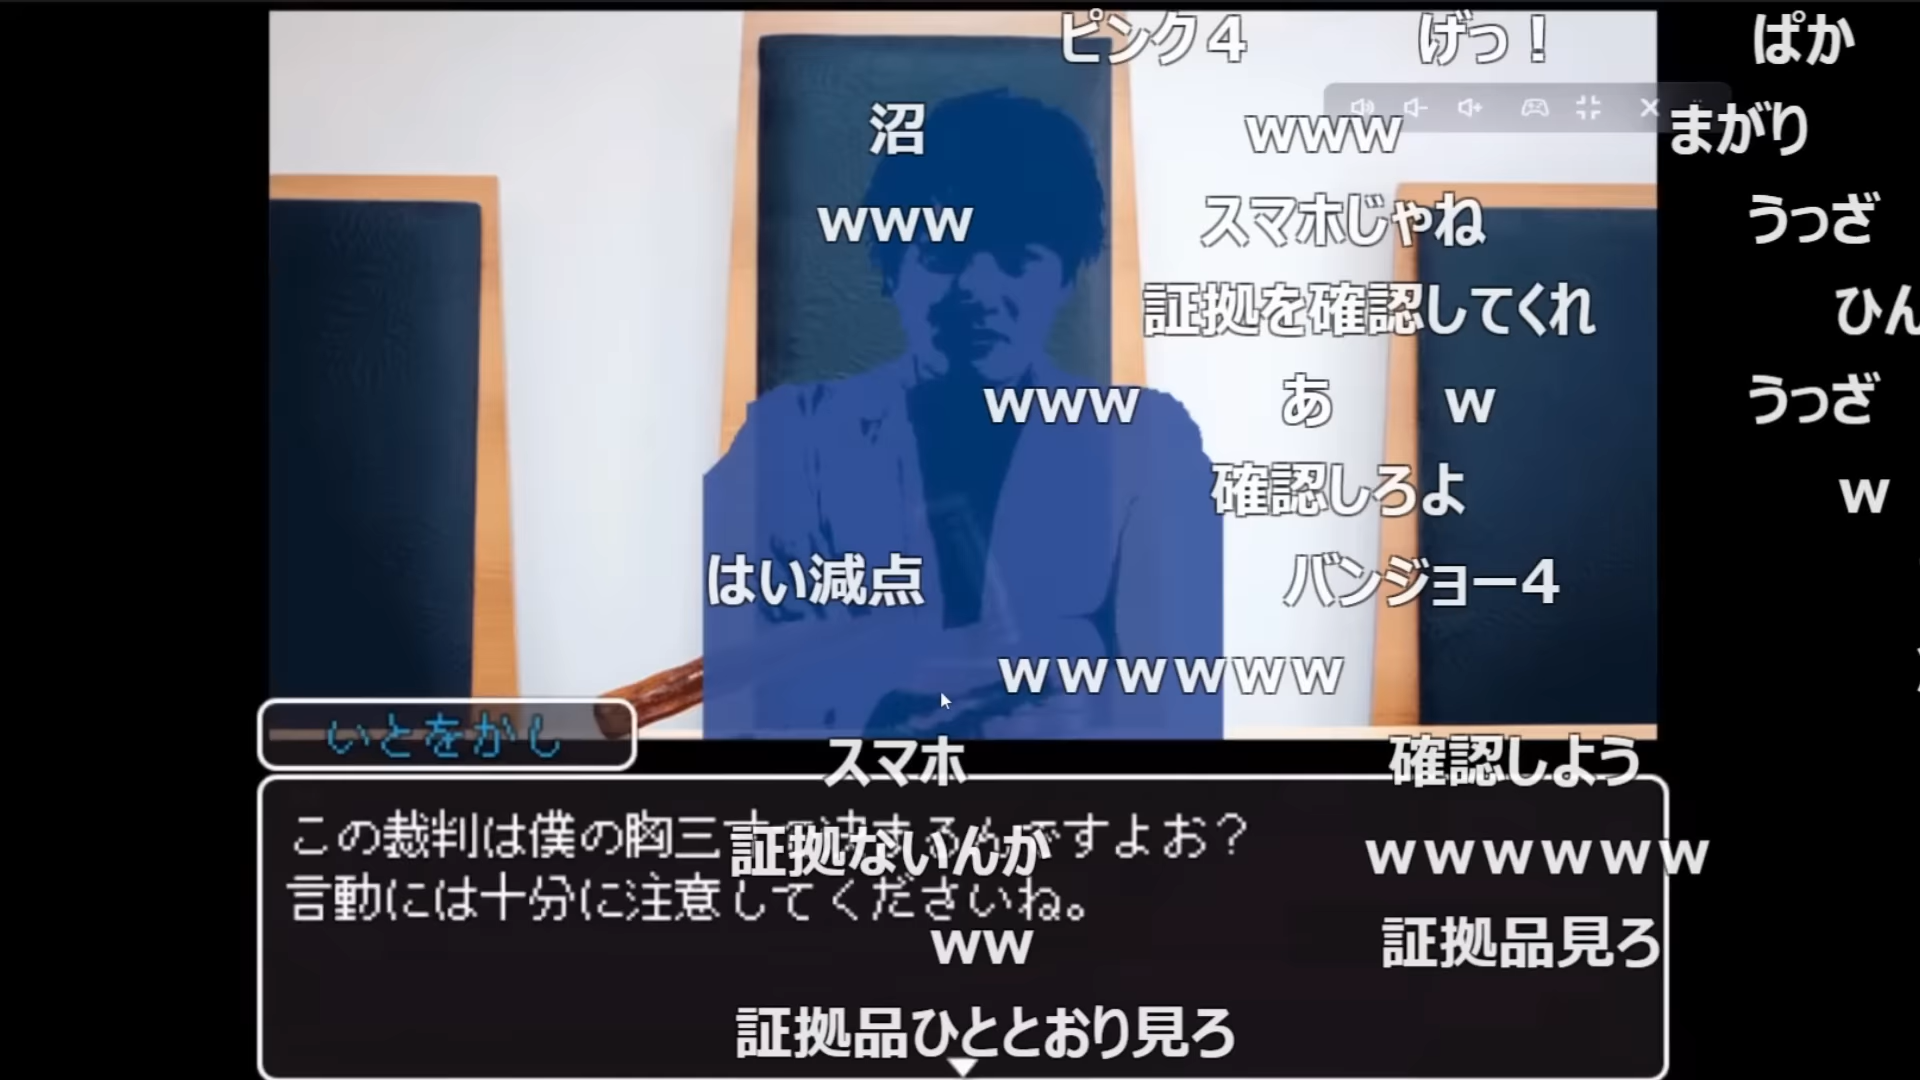 ピンク４
げっ！
ぱか
沼
www
まがり
www
スマホじゃね
うっざ
証拠を確認してくれ
ひん
www
あ
w
うっざ
確認しろよ
w
はい減点
バンジョー4
wwwwww
いとをかし
スマホ
確認しよう
この裁判は僕の胸三寸で決まるんですよお？
証拠ないんか
wwwwww
言動には十分に注意してくださいね。
ww
証拠品見ろ
証拠品ひととおり見ろ